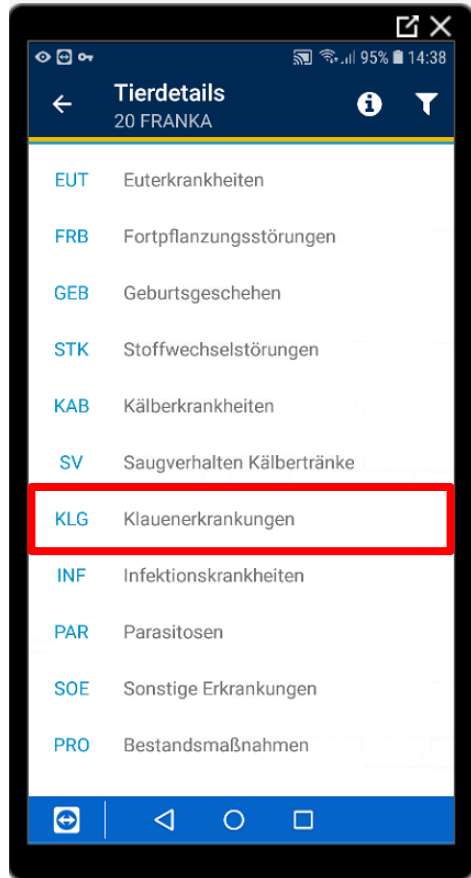 95% 14:38
Tierdetails
20 FRANKA
EUT Euterkrankheiten
FRB Fortpflanzungsstörungen
GEB Geburtsgeschehen
STK Stoffwechselstörungen
KAB Kälberkrankheiten
SV Saugverhalten Kälbertränke
KLG Klauenerkrankungen
INF Infektionskrankheiten
PAR Parasitosen
SOE Sonstige Erkrankungen
PRO Bestandsmaßnahmen